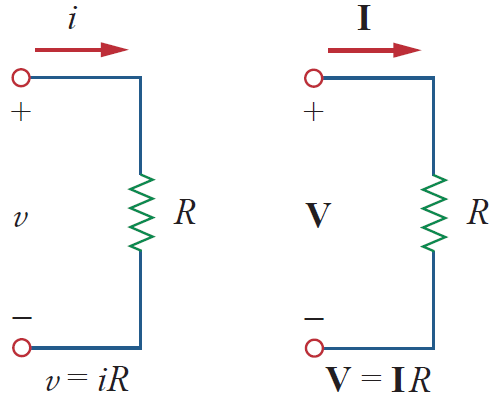 i
+
v
R
−
v = iR
I
+
V
R
−
V = IR